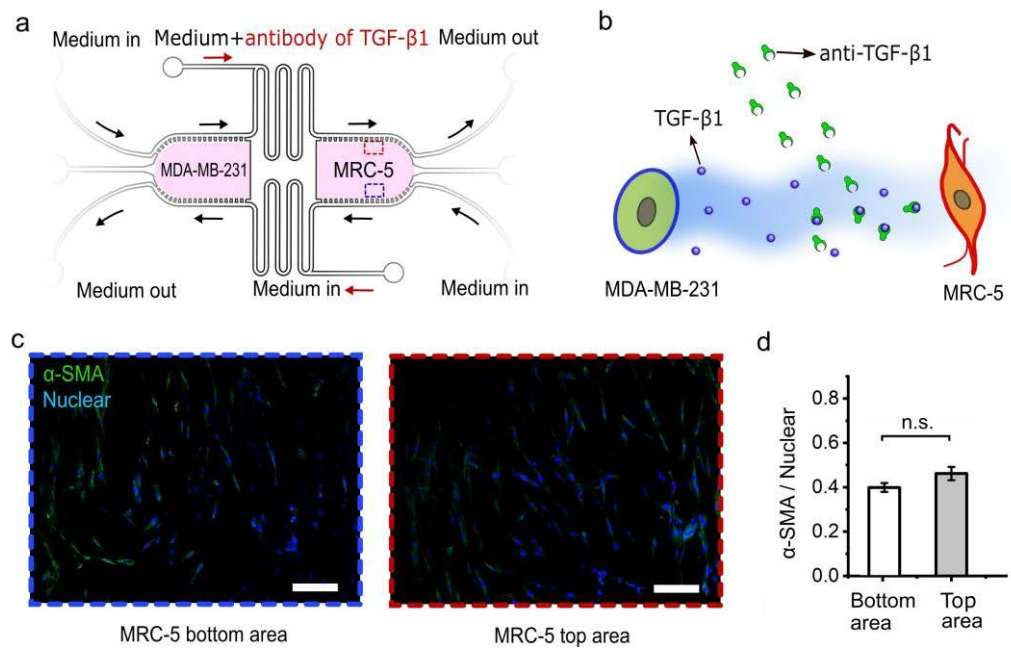 a
Medium in
Medium+antibody of TGF-β1
Medium out
MDA-MB-231
MRC-5
Medium out
Medium in
Medium in
b
anti-TGF-β1
TGF-β1
MDA-MB-231
MRC-5
c
α-SMA
Nuclear
MRC-5 bottom area
MRC-5 top area
d
α-SMA / Nuclear
0.8
0.6
0.4
0.2
0.0
n.s.
Bottom
area
Top
area